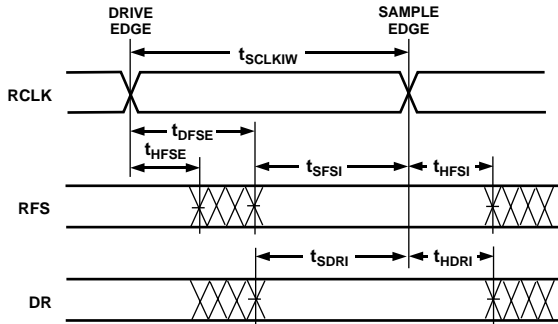 DRIVE
EDGE
SAMPLE
EDGE
tSCLKIW
RCLK
tDFSE
tHFSE
tSFSI
tHFSI
RFS
tSDRI
tHDRI
DR